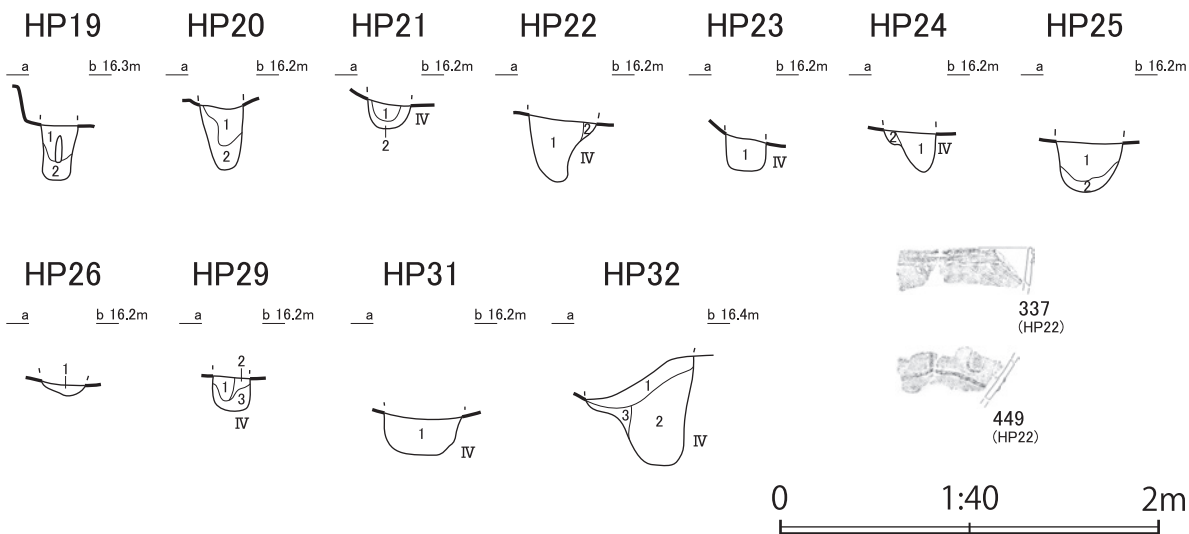 HP19 HP20 HP21 HP22 HP23 HP24 HP25
a b 16.3m a b 16.2m a b 16.2m a b 16.2m a b 16.2m a b 16.2m a b 16.2m
1 2
1 2
1 2 Ⅳ
1 2 Ⅳ
1 Ⅳ
2 1 Ⅳ
1 2
HP26 HP29 HP31 HP32
a b 16.2m a b 16.2m a b 16.2m a b 16.4m
1
1 2 3 Ⅳ
1 Ⅳ
1 2 3 Ⅳ
337
(HP22)
449
(HP22)
0 1:40 2m